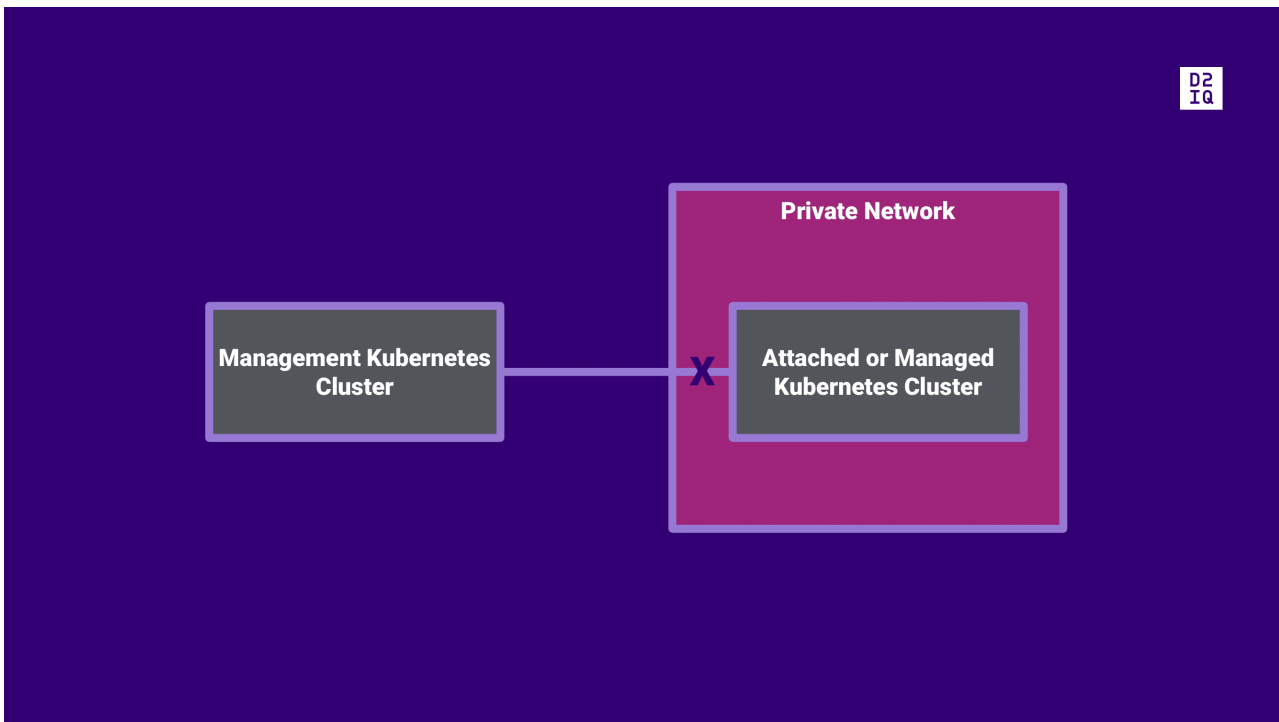 D2
IQ
Private Network
Management Kubernetes
Cluster
X
Attached or Managed
Kubernetes Cluster